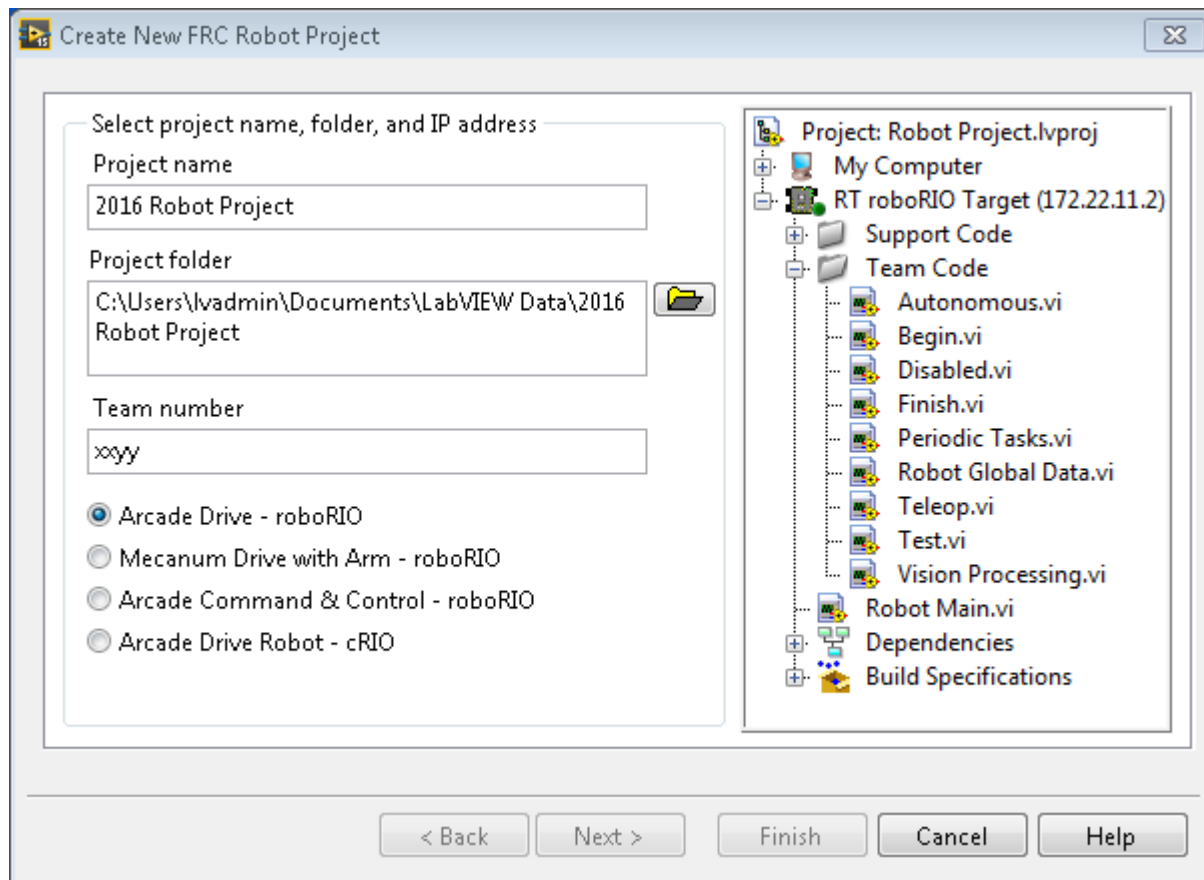 Create New FRC Robot Project
Select project name, folder, and IP address
Project name
2016 Robot Project
Project folder
C:\Users\lvadmin\Documents\LabVIEW Data\2016
Robot Project
Team number
xxyy
Arcade Drive - roboRIO
Mecanum Drive with Arm - roboRIO
Arcade Command & Control - roboRIO
Arcade Drive Robot - cRIO
Project: Robot Project.lvproj
My Computer
RT roboRIO Target (172.22.11.2)
Support Code
Team Code
Autonomous.vi
Begin.vi
Disabled.vi
Finish.vi
Periodic Tasks.vi
Robot Global Data.vi
Teleop.vi
Test.vi
Vision Processing.vi
Robot Main.vi
Dependencies
Build Specifications
< Back
Next >
Finish
Cancel
Help